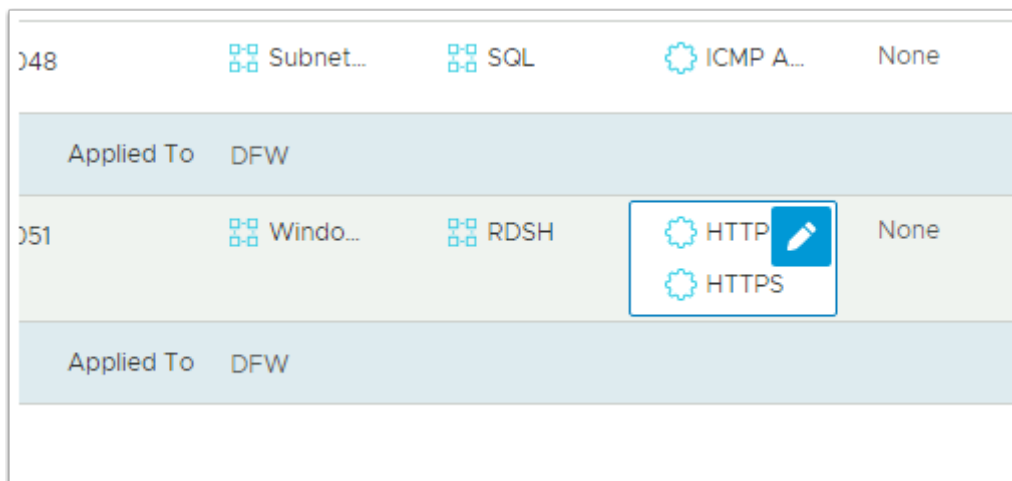 048 Subnet... SQL ICMP A... None
Applied To DFW
051 Windo... RDSH HTTP None
HTTPS
Applied To DFW